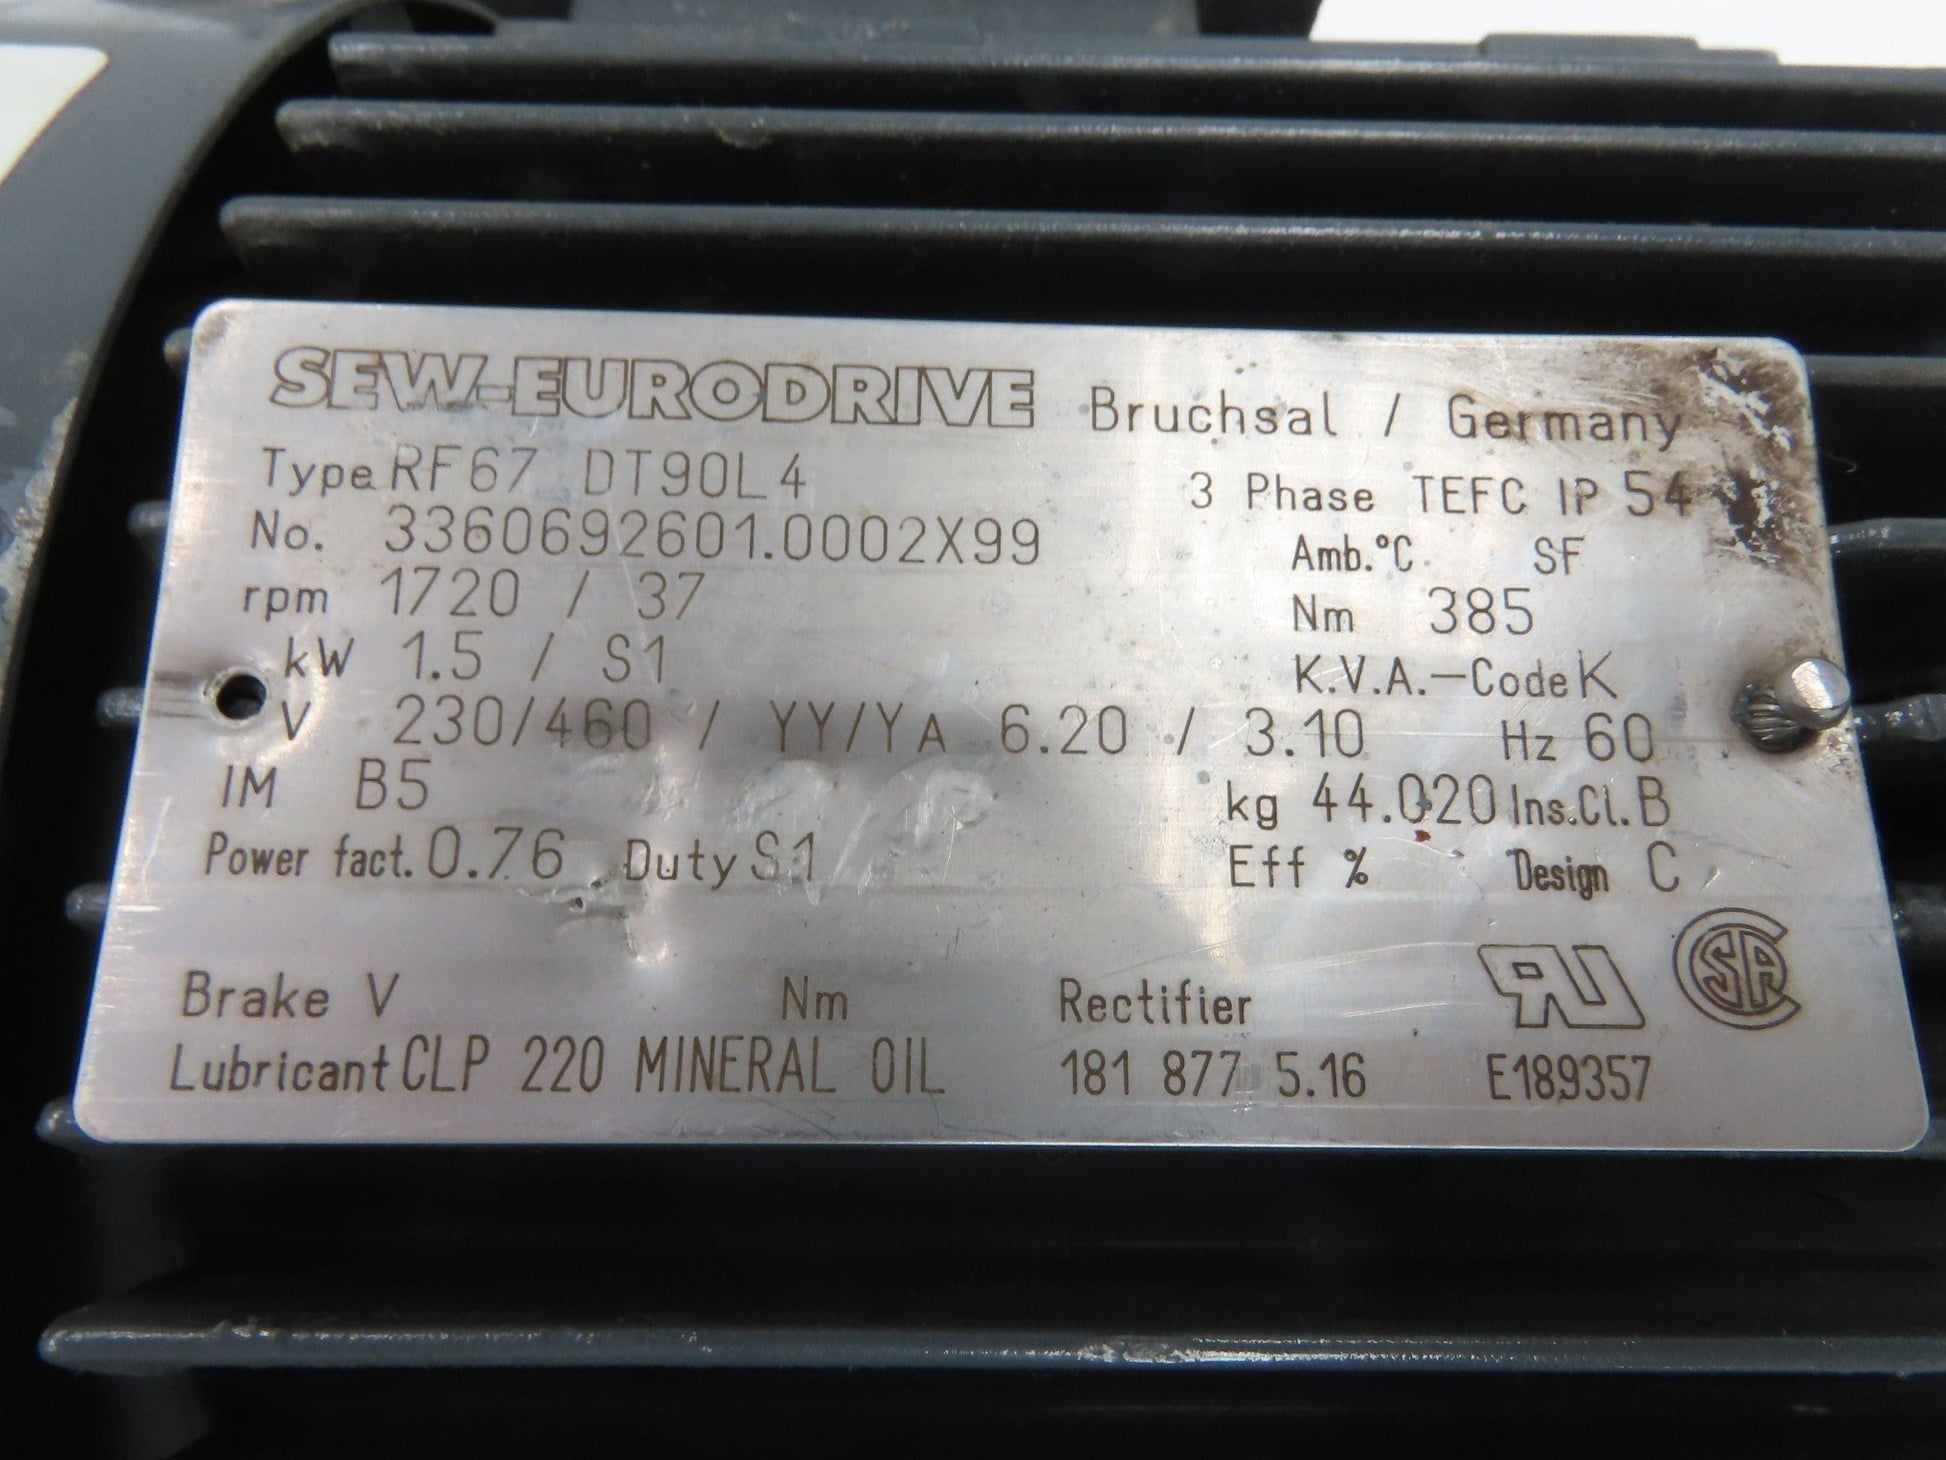 SEW-EURODRIVE Bruchsal / Germany
Type RF67 DT90L4 3 Phase TEFC IP 54
No. 3360692601.0002X99 Amb.°C SF
rpm 1720 / 37 Nm 385
kW 1.5 / S1 K.V.A.-Code K
V 230/460 / YY/Y A 6.20 / 3.10 Hz 60
IM B5 kg 44.020 Ins.Cl. B
Power fact. 0.76 Duty S1 Eff % Design C
Brake V Nm Rectifier RU CSA
Lubricant CLP 220 MINERAL OIL 181 877 5.16 E189357